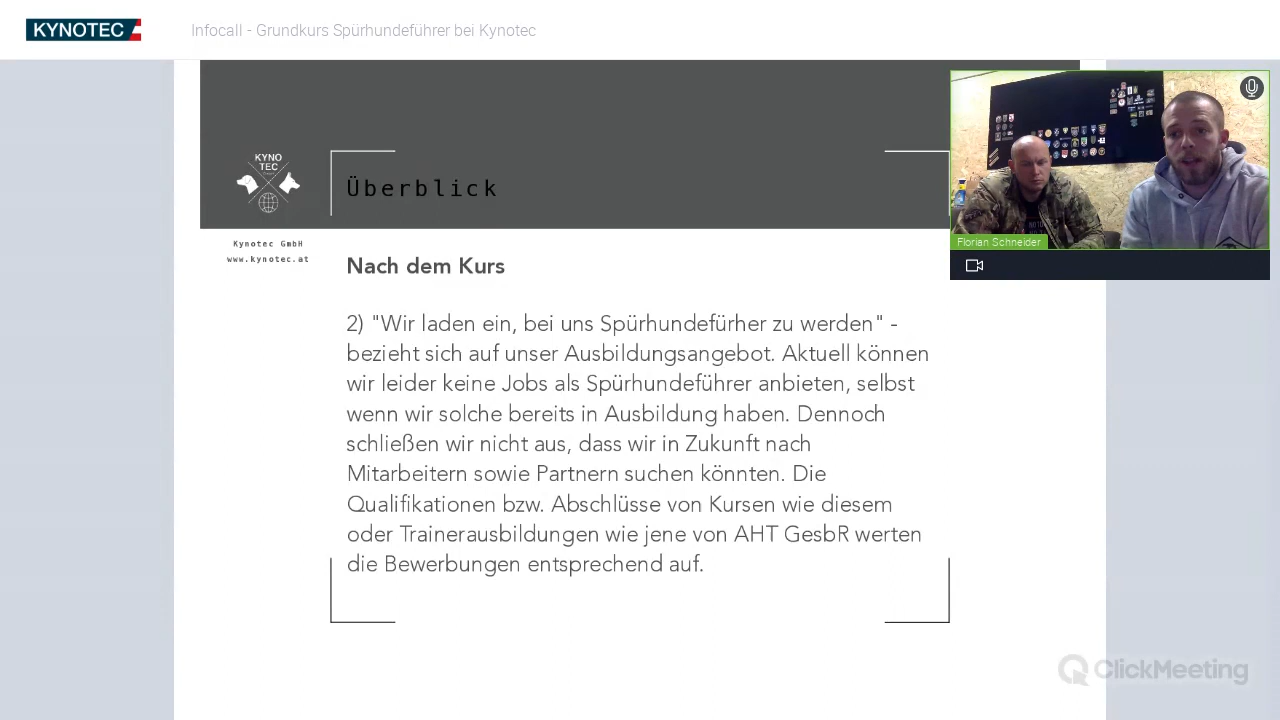 KYNOTEC
Infocall - Grundkurs Spürhundeführer bei Kynotec
KYNO
TEC
Überblick
Florian Schneider
Kynotec GmbH
www.kynotec.at
Nach dem Kurs
2) "Wir laden ein, bei uns Spürhundefürher zu werden" -
bezieht sich auf unser Ausbildungsangebot. Aktuell können
wir leider keine Jobs als Spürhundeführer anbieten, selbst
wenn wir solche bereits in Ausbildung haben. Dennoch
schließen wir nicht aus, dass wir in Zukunft nach
Mitarbeitern sowie Partnern suchen könnten. Die
Qualifikationen bzw. Abschlüsse von Kursen wie diesem
oder Trainerausbildungen wie jene von AHT GesbR werten
die Bewerbungen entsprechend auf.
ClickMeeting